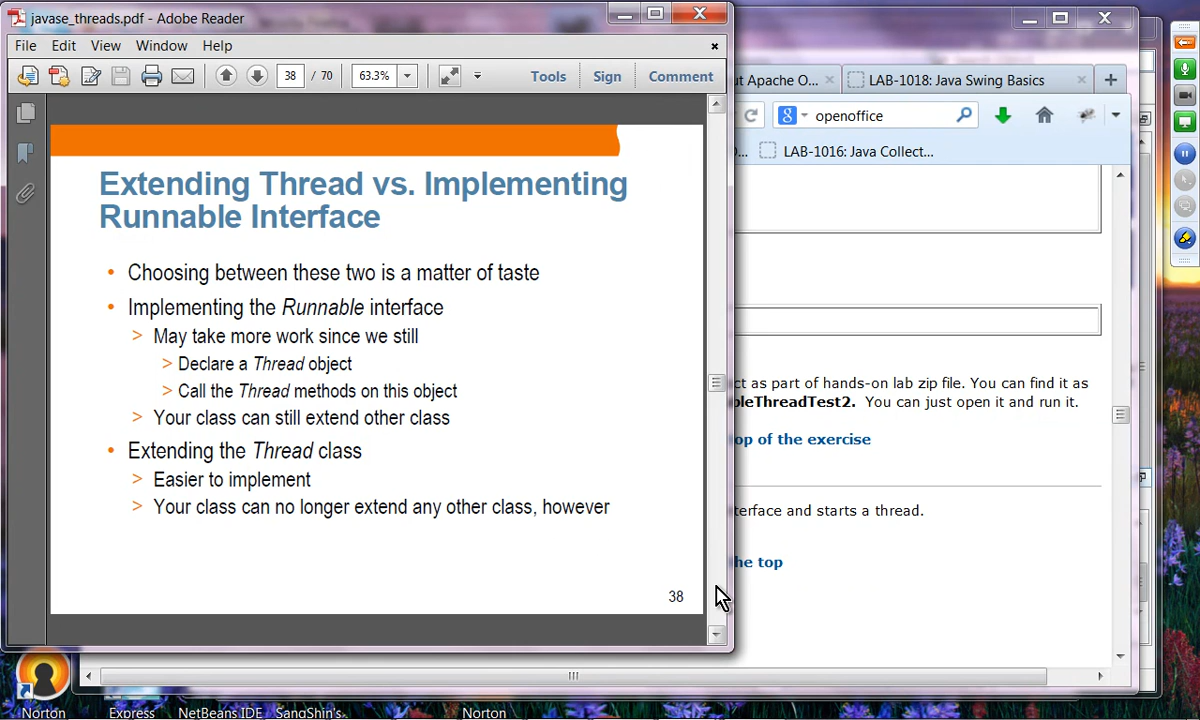 javase_threads.pdf - Adobe Reader
File Edit View Window Help
38 / 70 63.3% Tools Sign Comment
Extending Thread vs. Implementing
Runnable Interface
• Choosing between these two is a matter of taste
• Implementing the Runnable interface
> May take more work since we still
> Declare a Thread object
> Call the Thread methods on this object
> Your class can still extend other class
• Extending the Thread class
> Easier to implement
> Your class can no longer extend any other class, however
38
ut Apache O... LAB-1018: Java Swing Basics
openoffice
LAB-1016: Java Collect...
ct as part of hands-on lab zip file. You can find it as
bleThreadTest2. You can just open it and run it.
op of the exercise
terface and starts a thread.
he top
Norton Express NetBeans IDE SangShin's Norton